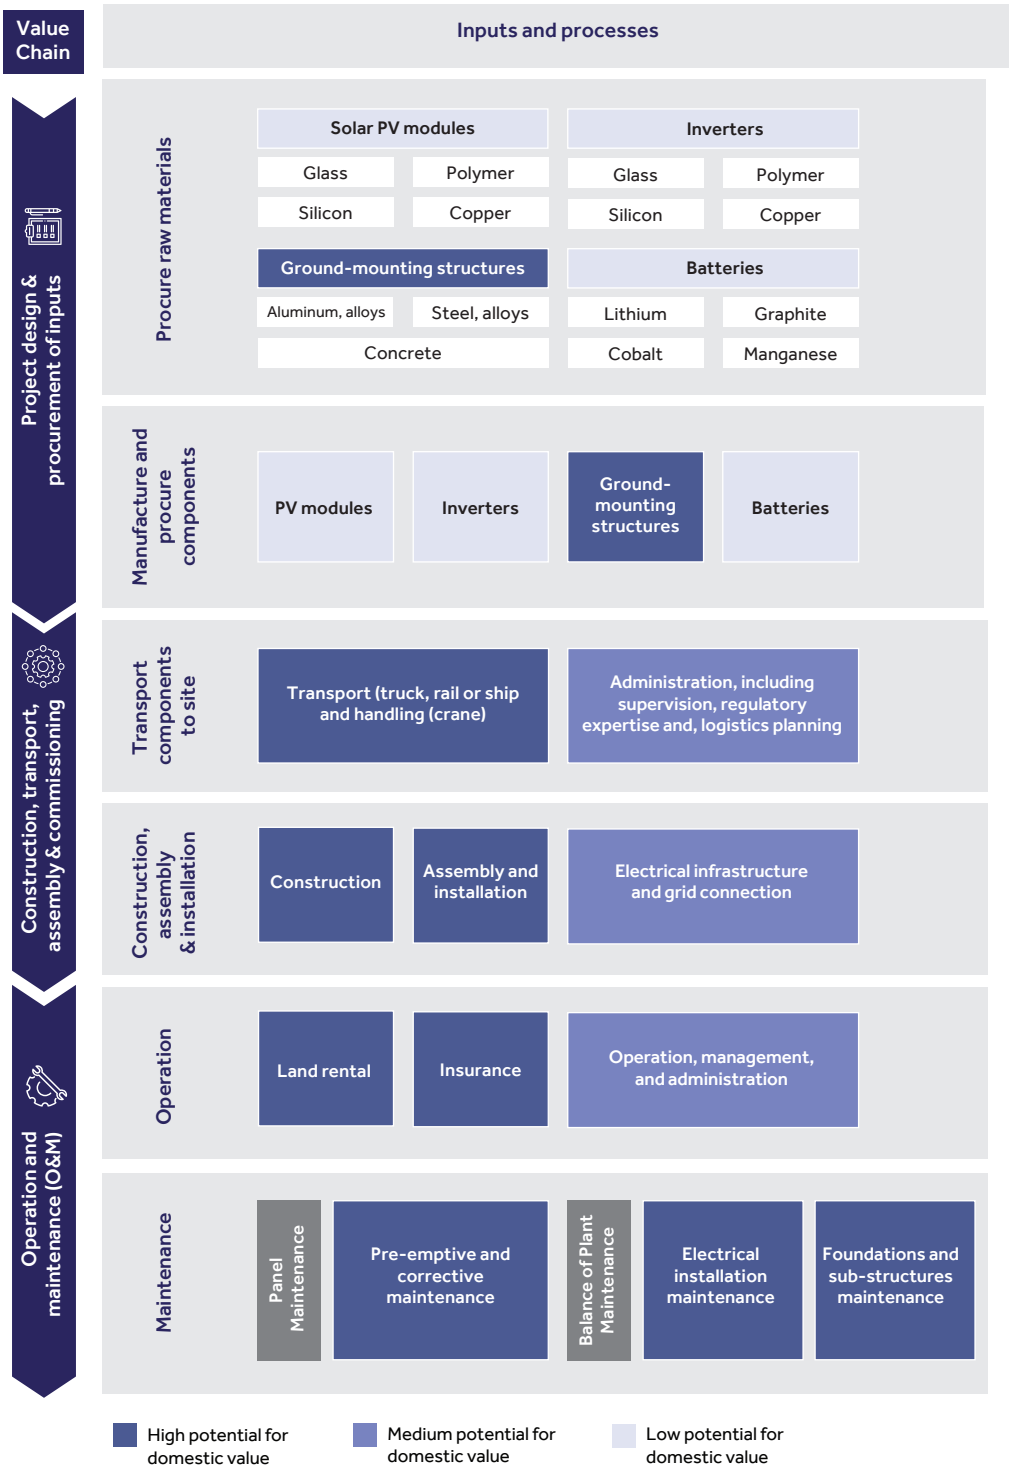 Value
Chain
Inputs and processes
Project design &
procurement of inputs
Procure raw materials
Solar PV modules
Glass
Polymer
Silicon
Copper
Inverters
Glass
Polymer
Silicon
Copper
Ground-mounting structures
Aluminum, alloys
Steel, alloys
Concrete
Batteries
Lithium
Graphite
Cobalt
Manganese
Manufacture and
procure
components
PV modules
Inverters
Ground-
mounting
structures
Batteries
Construction, transport,
assembly & commissioning
Transport
components
to site
Transport (truck, rail or ship
and handling (crane)
Administration, including
supervision, regulatory
expertise and, logistics planning
Construction,
assembly
& installation
Construction
Assembly and
installation
Electrical infrastructure
and grid connection
Operation and
maintenance (O&M)
Operation
Land rental
Insurance
Operation, management,
and administration
Maintenance
Panel
Maintenance
Pre-emptive and
corrective
maintenance
Balance of Plant
Maintenance
Electrical
installation
maintenance
Foundations and
sub-structures
maintenance
High potential for
domestic value
Medium potential for
domestic value
Low potential for
domestic value